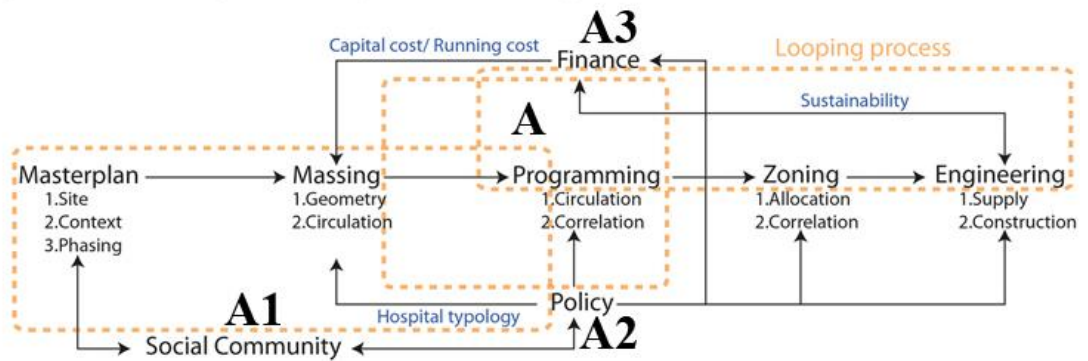 A3
Capital cost/ Running cost
Finance
Looping process
Sustainability
A
Masterplan
1.Site
2.Context
3.Phasing
Massing
1.Geometry
2.Circulation
Programming
1.Circulation
2.Correlation
Zoning
1.Allocation
2.Correlation
Engineering
1.Supply
2.Construction
A1
Hospital typology
Policy
A2
Social Community